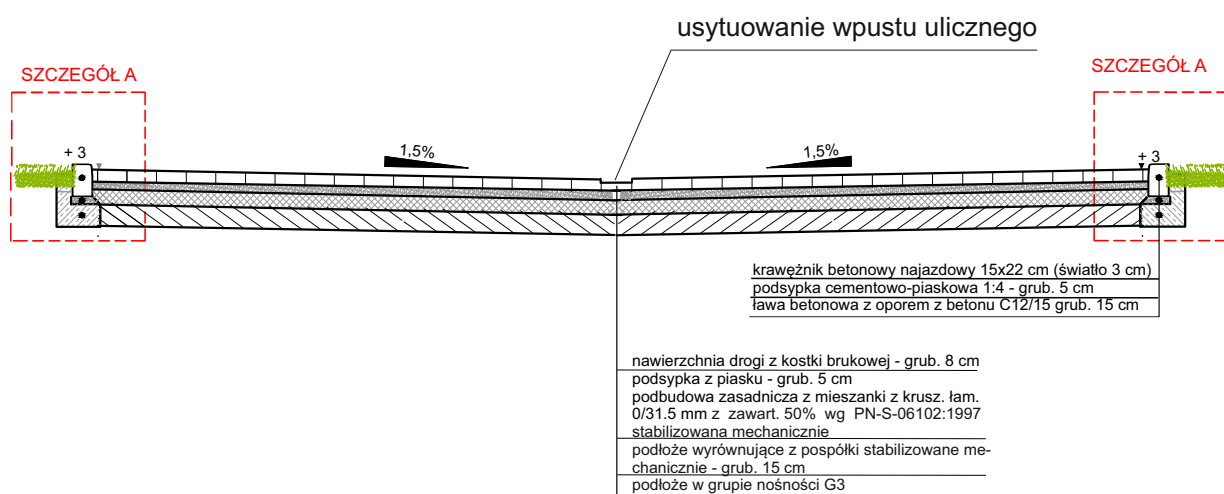 usytuowanie wpustu ulicznego
SZCZEGÓŁ A
SZCZEGÓŁ A
+ 3
1,5%
1,5%
+ 3
krawężnik betonowy najazdowy 15x22 cm (światło 3 cm)
podsypka cementowo-piaskowa 1:4 - grub. 5 cm
ława betonowa z oporem z betonu C12/15 grub. 15 cm
nawierzchnia drogi z kostki brukowej - grub. 8 cm
podsypka z piasku - grub. 5 cm
podbudowa zasadnicza z mieszanki z krusz. łam.
0/31.5 mm z zawart. 50% wg PN-S-06102:1997
stabilizowana mechanicznie
podłoże wyrównujące z pospółki stabilizowane me-
chanicznie - grub. 15 cm
podłoże w grupie nośności G3